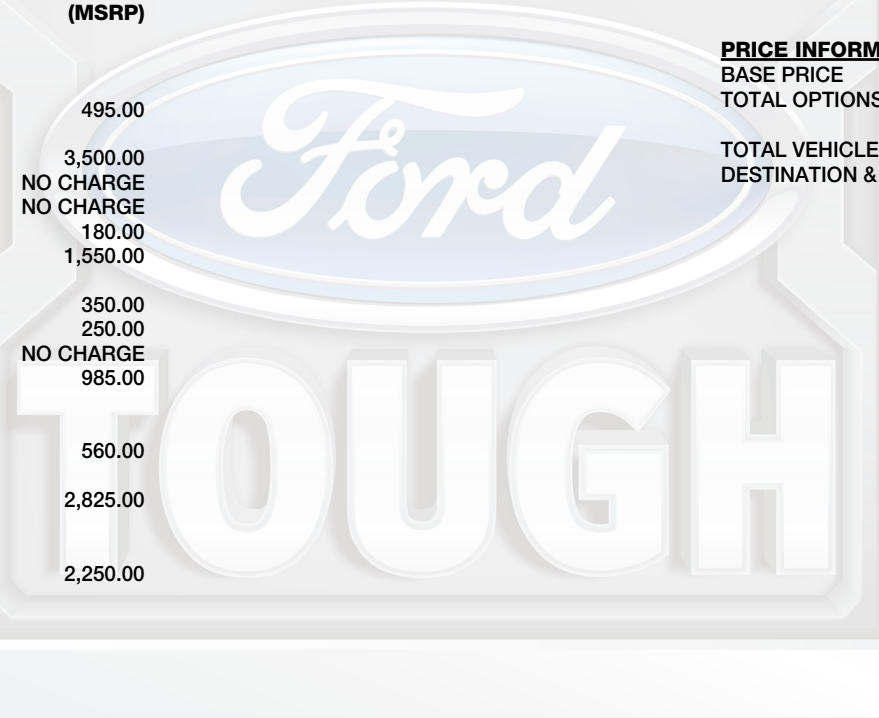 (MSRP)
495.00
3,500.00
NO CHARGE
NO CHARGE
180.00
1,550.00
350.00
250.00
NO CHARGE
985.00
560.00
2,825.00
2,250.00
PRICE INFORM
BASE PRICE
TOTAL OPTIONS
TOTAL VEHICLE
DESTINATION &
Ford
TOUGH